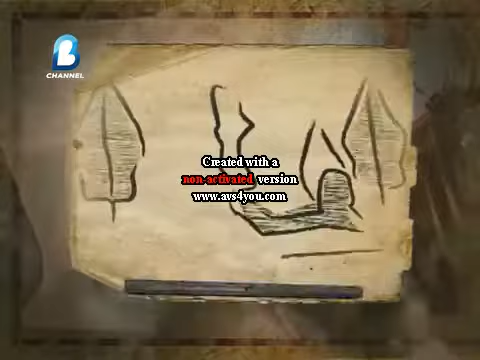 B
CHANNEL
Created with a
non-activated version
www.avs4you.com